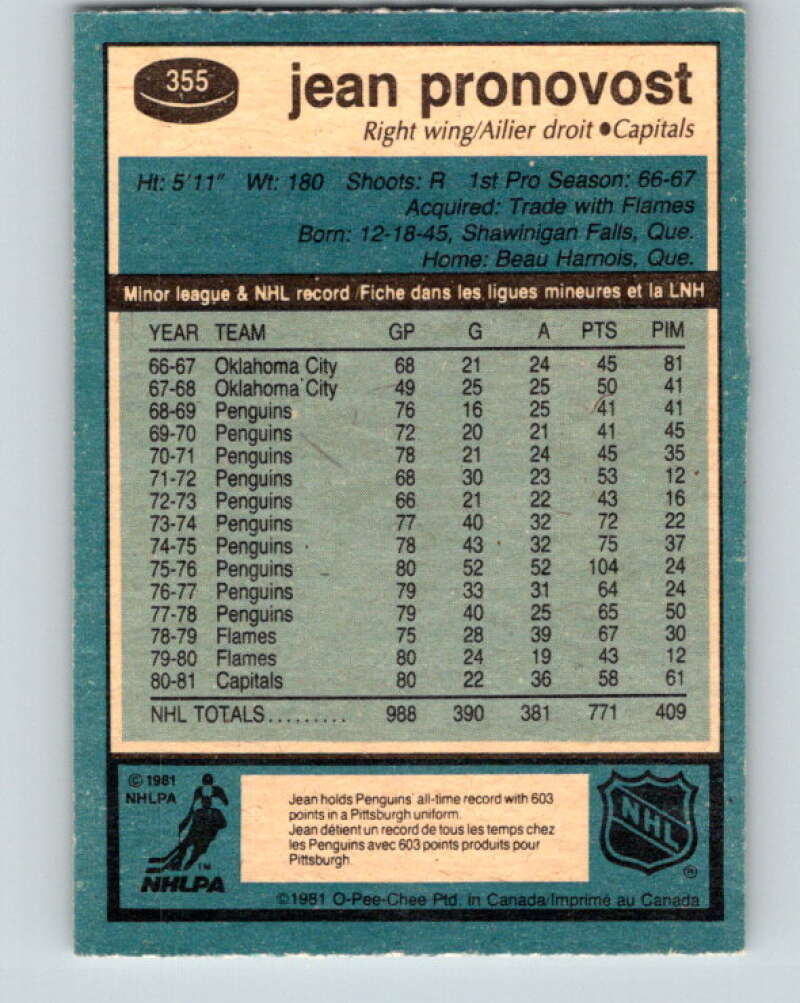 355
jean pronovost
Right wing/Ailier droit •Capitals
Ht: 5'11" Wt: 180 Shoots: R 1st Pro Season: 66-67
Acquired: Trade with Flames
Born: 12-18-45, Shawinigan Falls, Que.
Home: Beau Harnois, Que.
Minor league & NHL record/Fiche dans les ligues mineures et la LNH
YEAR TEAM GP G A PTS PIM
66-67 Oklahoma City 68 21 24 45 81
67-68 Oklahoma City 49 25 25 50 41
68-69 Penguins 76 16 25 41 41
69-70 Penguins 72 20 21 41 45
70-71 Penguins 78 21 24 45 35
71-72 Penguins 68 30 23 53 12
72-73 Penguins 66 21 22 43 16
73-74 Penguins 77 40 32 72 22
74-75 Penguins 78 43 32 75 37
75-76 Penguins 80 52 52 104 24
76-77 Penguins 79 33 31 64 24
77-78 Penguins 79 40 25 65 50
78-79 Flames 75 28 39 67 30
79-80 Flames 80 24 19 43 12
80-81 Capitals 80 22 36 58 61
NHL TOTALS......... 988 390 381 771 409
© 1981
NHLPA
TM
NHLPA
Jean holds Penguins' all-time record with 603
points in a Pittsburgh uniform.
Jean détient un record de tous les temps chez
les Penguins avec 603 points produits pour
Pittsburgh.
NHL
®
©1981 O-Pee-Chee Ptd. in Canada/Imprimé au Canada